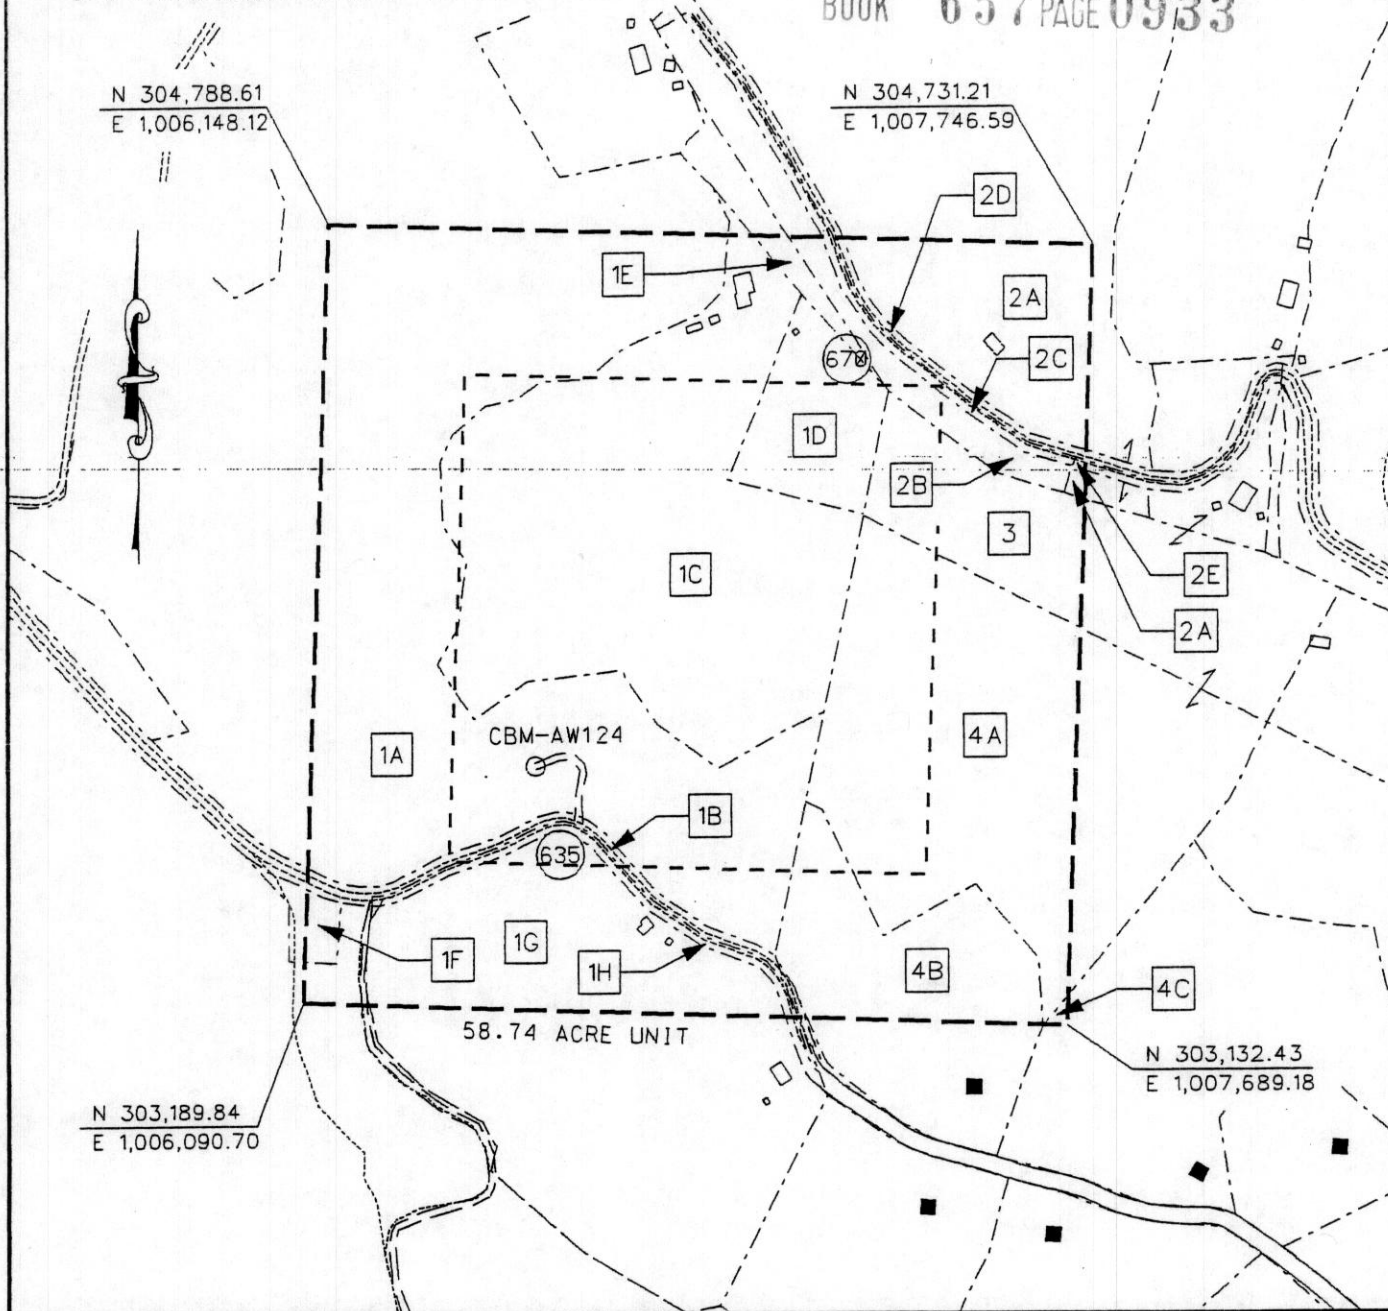 BOOK 657 PAGE 0933
N 304,788.61
E 1,006,148.12
N 304,731.21
E 1,007,746.59
2D
1E
2A
670
2C
1D
2B
3
1C
2E
2A
1A
CBM-AW124
4A
1B
635
1G
1F
1H
4B
4C
58.74 ACRE UNIT
N 303,132.43
E 1,007,689.18
N 303,189.84
E 1,006,090.70